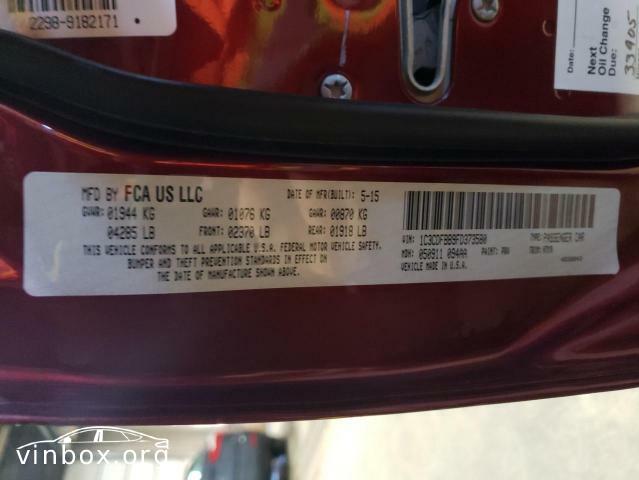 2298-9182171
Date:
Next
Oil Change
Due:
33905
MFD BY FCA US LLC
DATE OF MFR(BUILT): 5-15
GVWR: 01944 KG GAWR: 01076 KG GAWR: 00870 KG
04285 LB FRONT: 02370 LB REAR: 01919 LB
THIS VEHICLE CONFORMS TO ALL APPLICABLE U.S. FEDERAL MOTOR VEHICLE SAFETY,
BUMPER AND THEFT PREVENTION STANDARDS IN EFFECT ON
THE DATE OF MANUFACTURE SHOWN ABOVE.
VIN: 1C3CDFBB9FD373580 TYPE: PASSENGER CAR
MDH: 050911 094AA PAINT: PRV TRIM:
VEHICLE MADE IN U.S.A.
vinbox.org